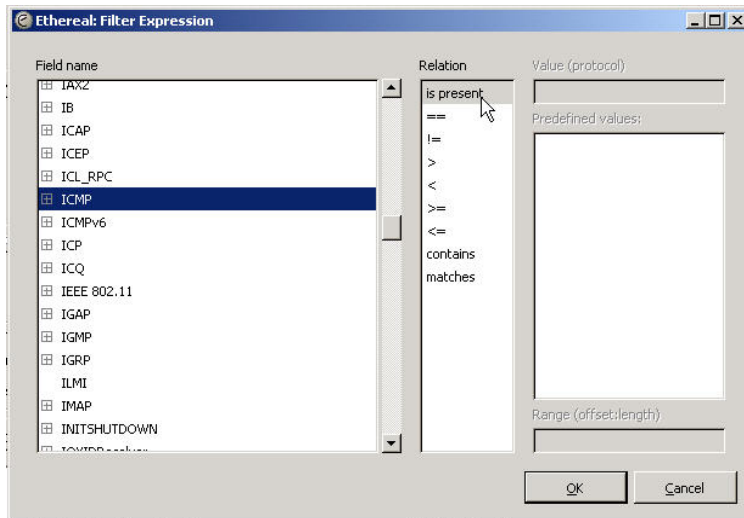 Ethereal: Filter Expression
Field name
IAX2
IB
ICAP
ICEP
ICL_RPC
ICMP
ICMPv6
ICP
ICQ
IEEE 802.11
IGAP
IGMP
IGRP
ILMI
IMAP
INITSHUTDOWN
Relation
is present
==
!=
>
<
>=
<=
contains
matches
Value (protocol)
Predefined values:
Range (offset:length)
OK
Cancel